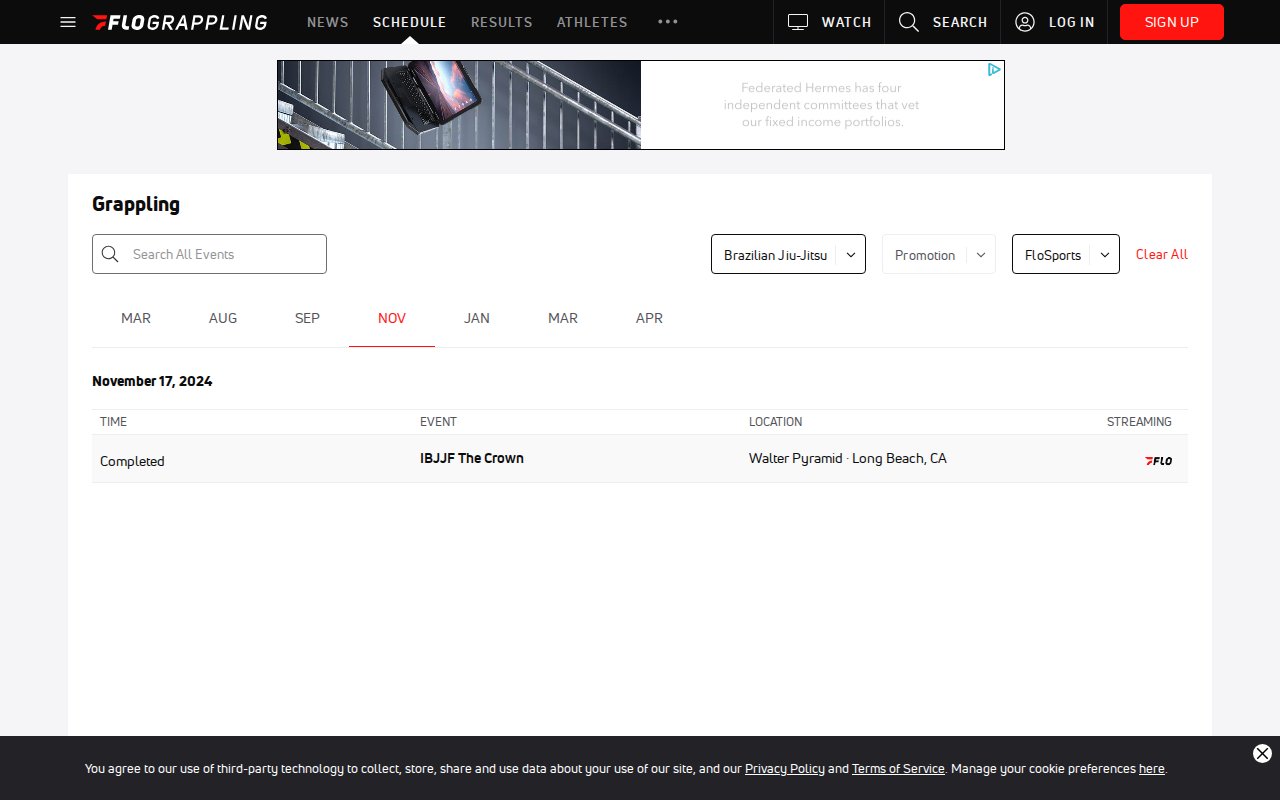 FLOGRAPPLING NEWS SCHEDULE RESULTS ATHLETES WATCH SEARCH LOG IN SIGN UP
Federated Hermes has four
independent committees that vet
our fixed income portfolios.
Grappling
Search All Events Brazilian Jiu-Jitsu Promotion FloSports Clear All
MAR AUG SEP NOV JAN MAR APR
November 17, 2024
TIME EVENT LOCATION STREAMING
Completed IBJJF The Crown Walter Pyramid · Long Beach, CA FLO
You agree to our use of third-party technology to collect, store, share and use data about your use of our site, and our Privacy Policy and Terms of Service. Manage your cookie preferences here.